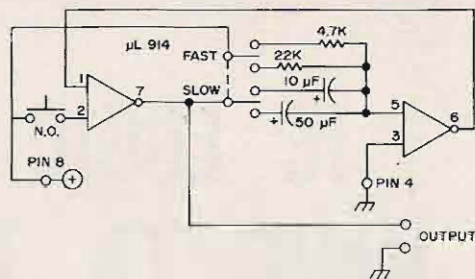 4.7K
µL 914
FAST
22K
1
7
SLOW
10 µF
+
2
N.O.
50 µF
+
5
6
3
PIN 8
+
PIN 4
OUTPUT